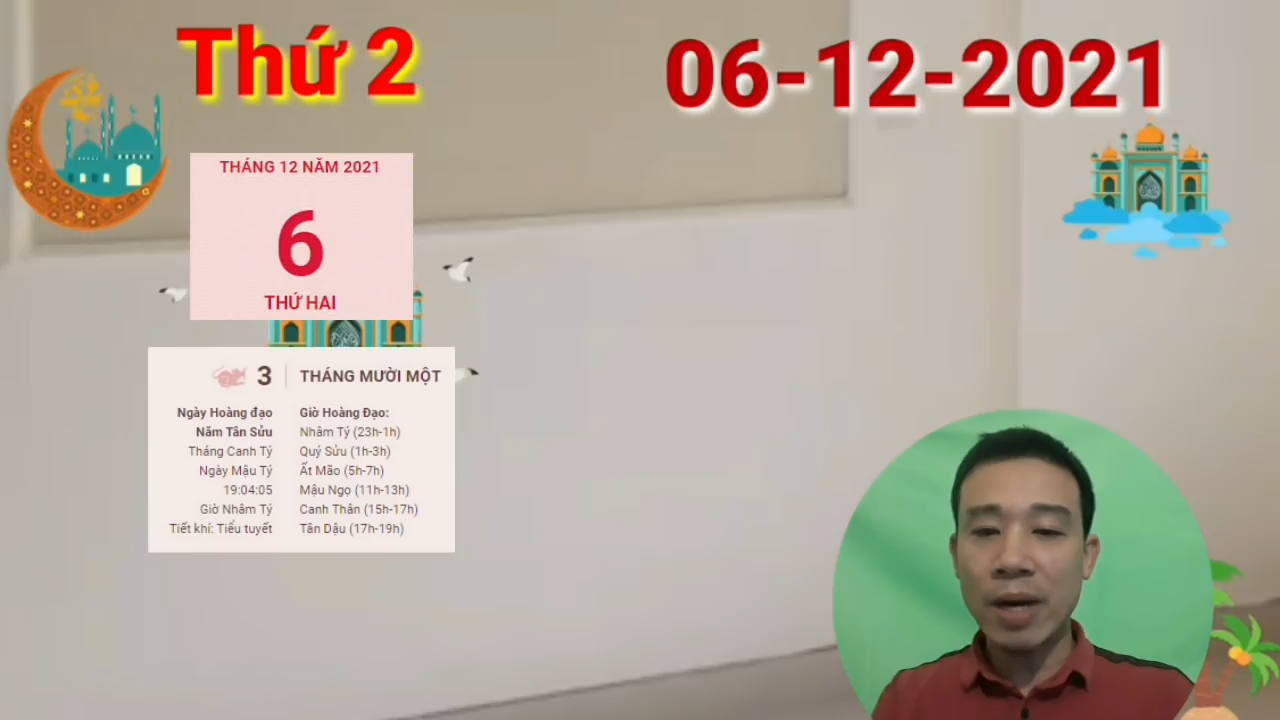 Thứ 2
06-12-2021
THÁNG 12 NĂM 2021
6
THỨ HAI
3
THÁNG MƯỜI MỘT
Ngày Hoàng đạo
Năm Tân Sửu
Tháng Canh Tý
Ngày Mậu Tý
19:04:05
Giờ Nhâm Tý
Tiết khí: Tiểu tuyết
Giờ Hoàng Đạo:
Nhâm Tý (23h-1h)
Quý Sửu (1h-3h)
Ất Mão (5h-7h)
Mậu Ngọ (11h-13h)
Canh Thân (15h-17h)
Tân Dậu (17h-19h)